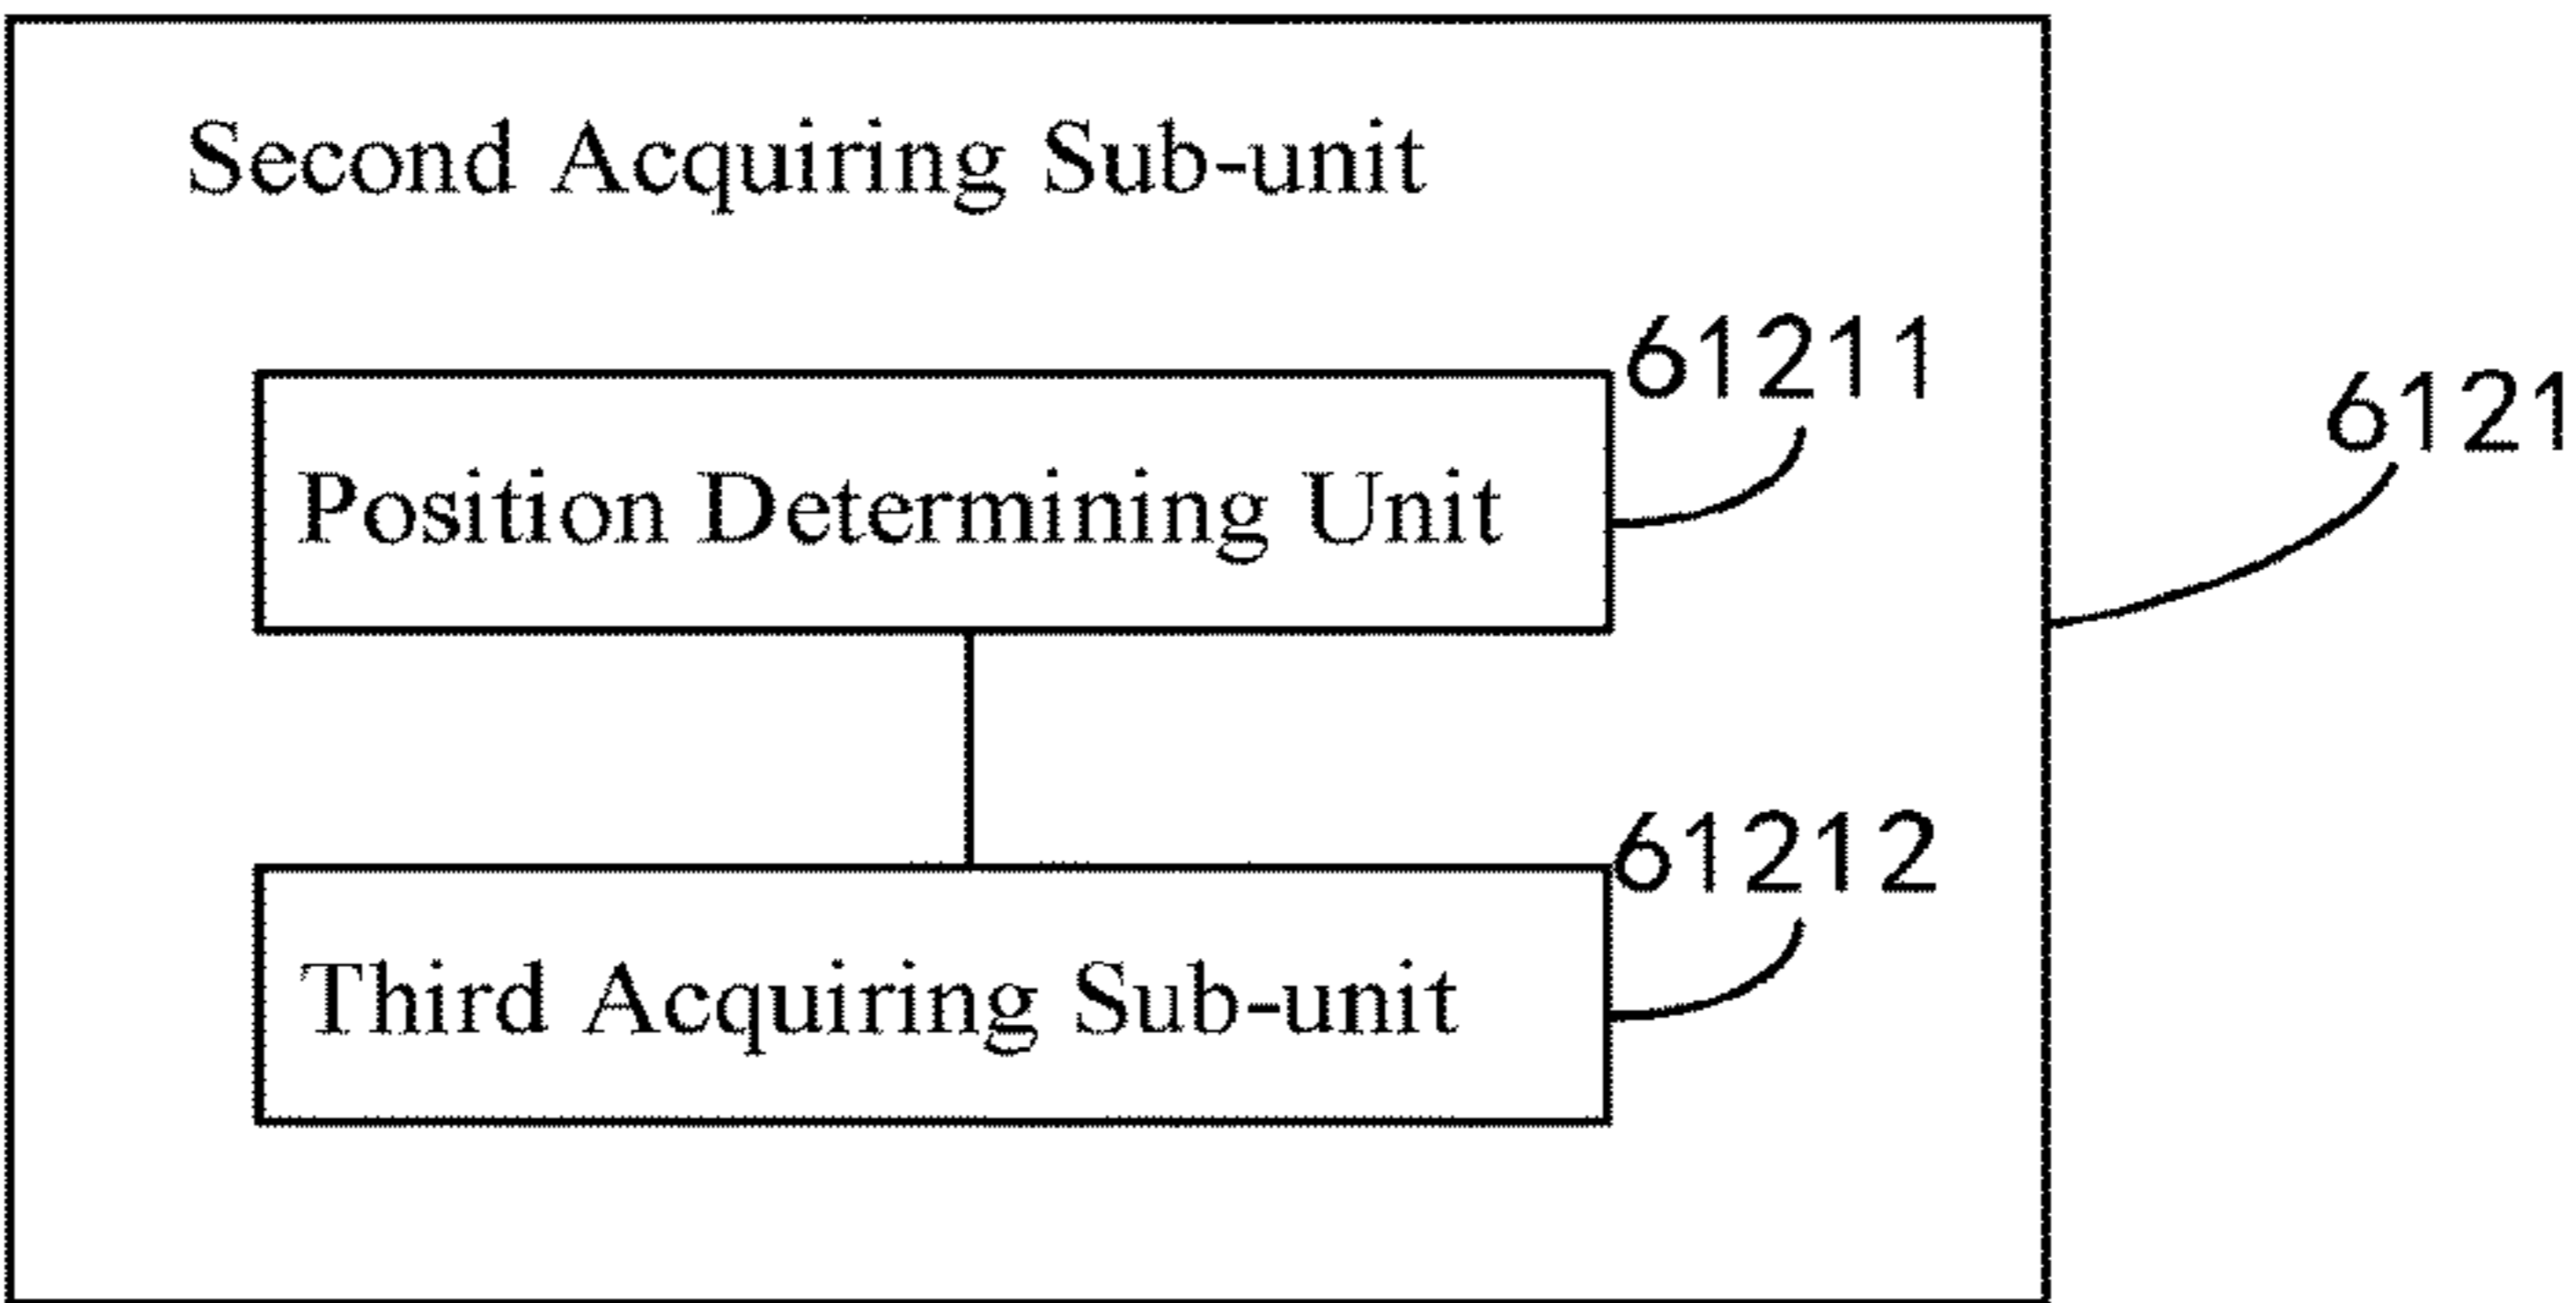 Second Acquiring Sub-unit
61211
6121
Position Determining Unit
61212
Third Acquiring Sub-unit